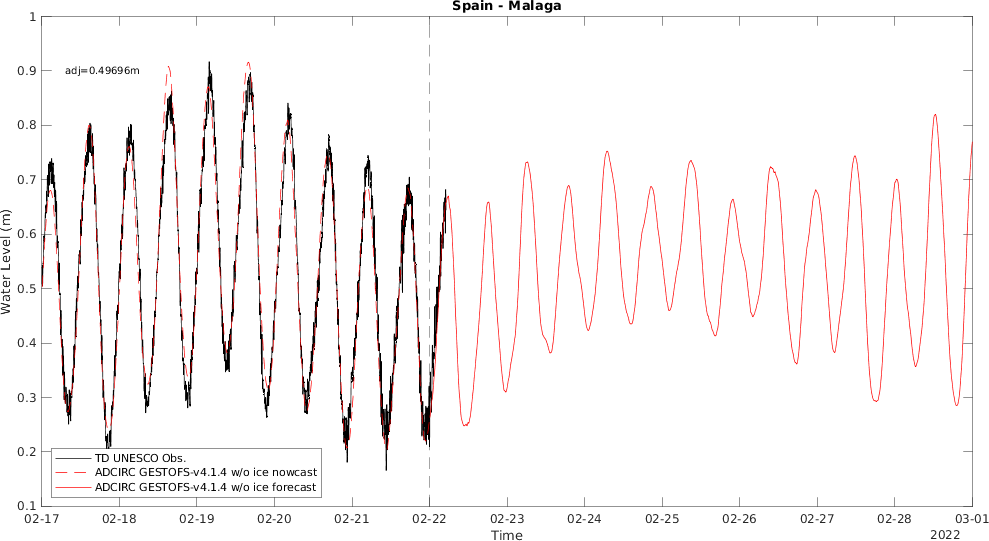 Spain - Malaga
1
0.9
0.8
0.7
0.6
0.5
0.4
0.3
0.2
0.1
Water Level (m)
adj=0.49696m
TD UNESCO Obs.
ADCIRC GESTOFS-v4.1.4 w/o ice nowcast
ADCIRC GESTOFS-v4.1.4 w/o ice forecast
02-17 02-18 02-19 02-20 02-21 02-22 02-23 02-24 02-25 02-26 02-27 02-28 03-01
Time
2022